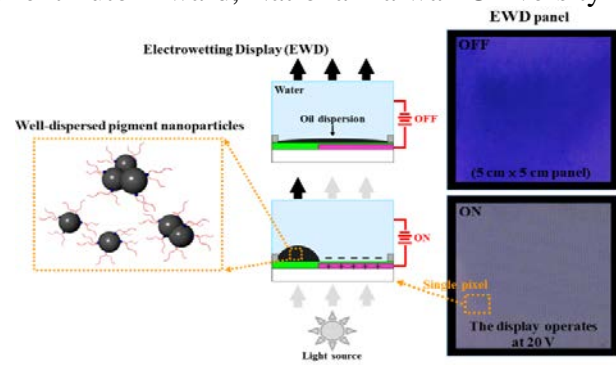 EWD panel
Electrowetting Display (EWD)
OFF
Water
Oil dispersion
OFF
Well-dispersed pigment nanoparticles
(5 cm x 5 cm panel)
ON
ON
Single pixel
The display operates
at 20 V
Light source